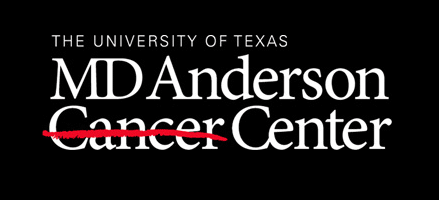 THE UNIVERSITY OF TEXAS
MD Anderson
Cancer Center